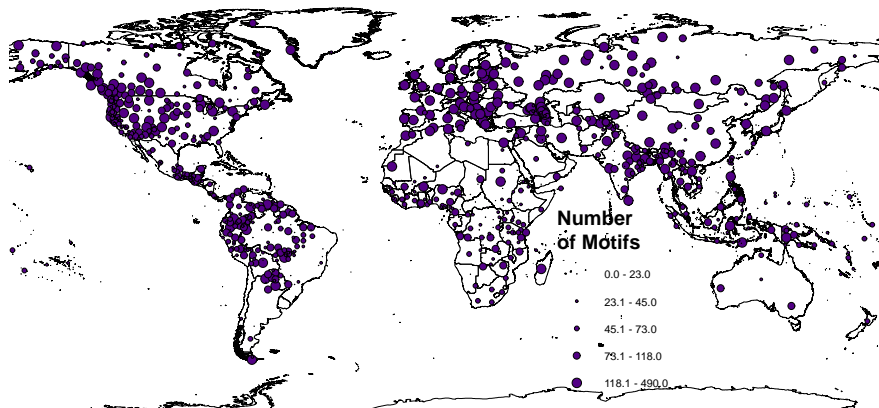 Number
of Motifs
0.0 - 23.0
23.1 - 45.0
45.1 - 73.0
73.1 - 118.0
118.1 - 490.0